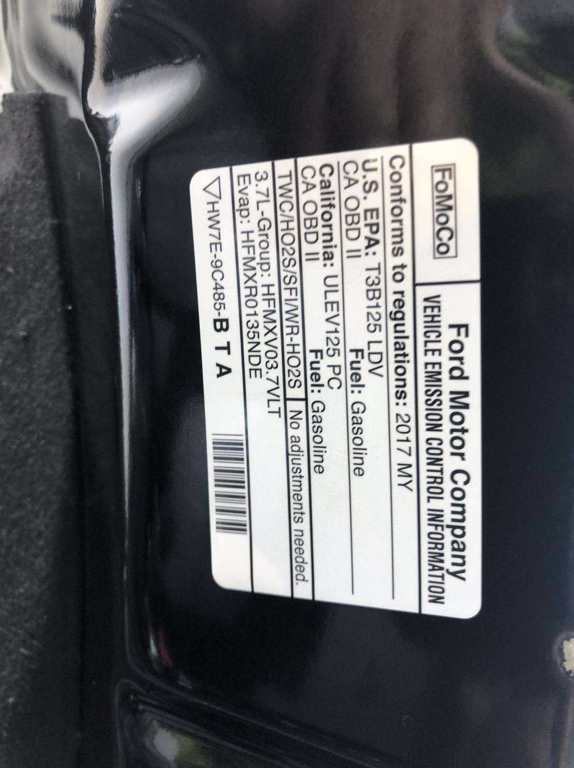 FoMoCo
Ford Motor Company
VEHICLE EMISSION CONTROL INFORMATION
Conforms to regulations: 2017 MY
U.S. EPA: T3B125 LDV Fuel: Gasoline
CA OBD II
California: ULEV125 PC Fuel: Gasoline
CA OBD II
TWC/HO2S/SFI/WR-HO2S No adjustments needed.
3.7L-Group: HFMXV03.7VLT
Evap: HFMXR0135NDE
▽HW7E-9C485-B T A